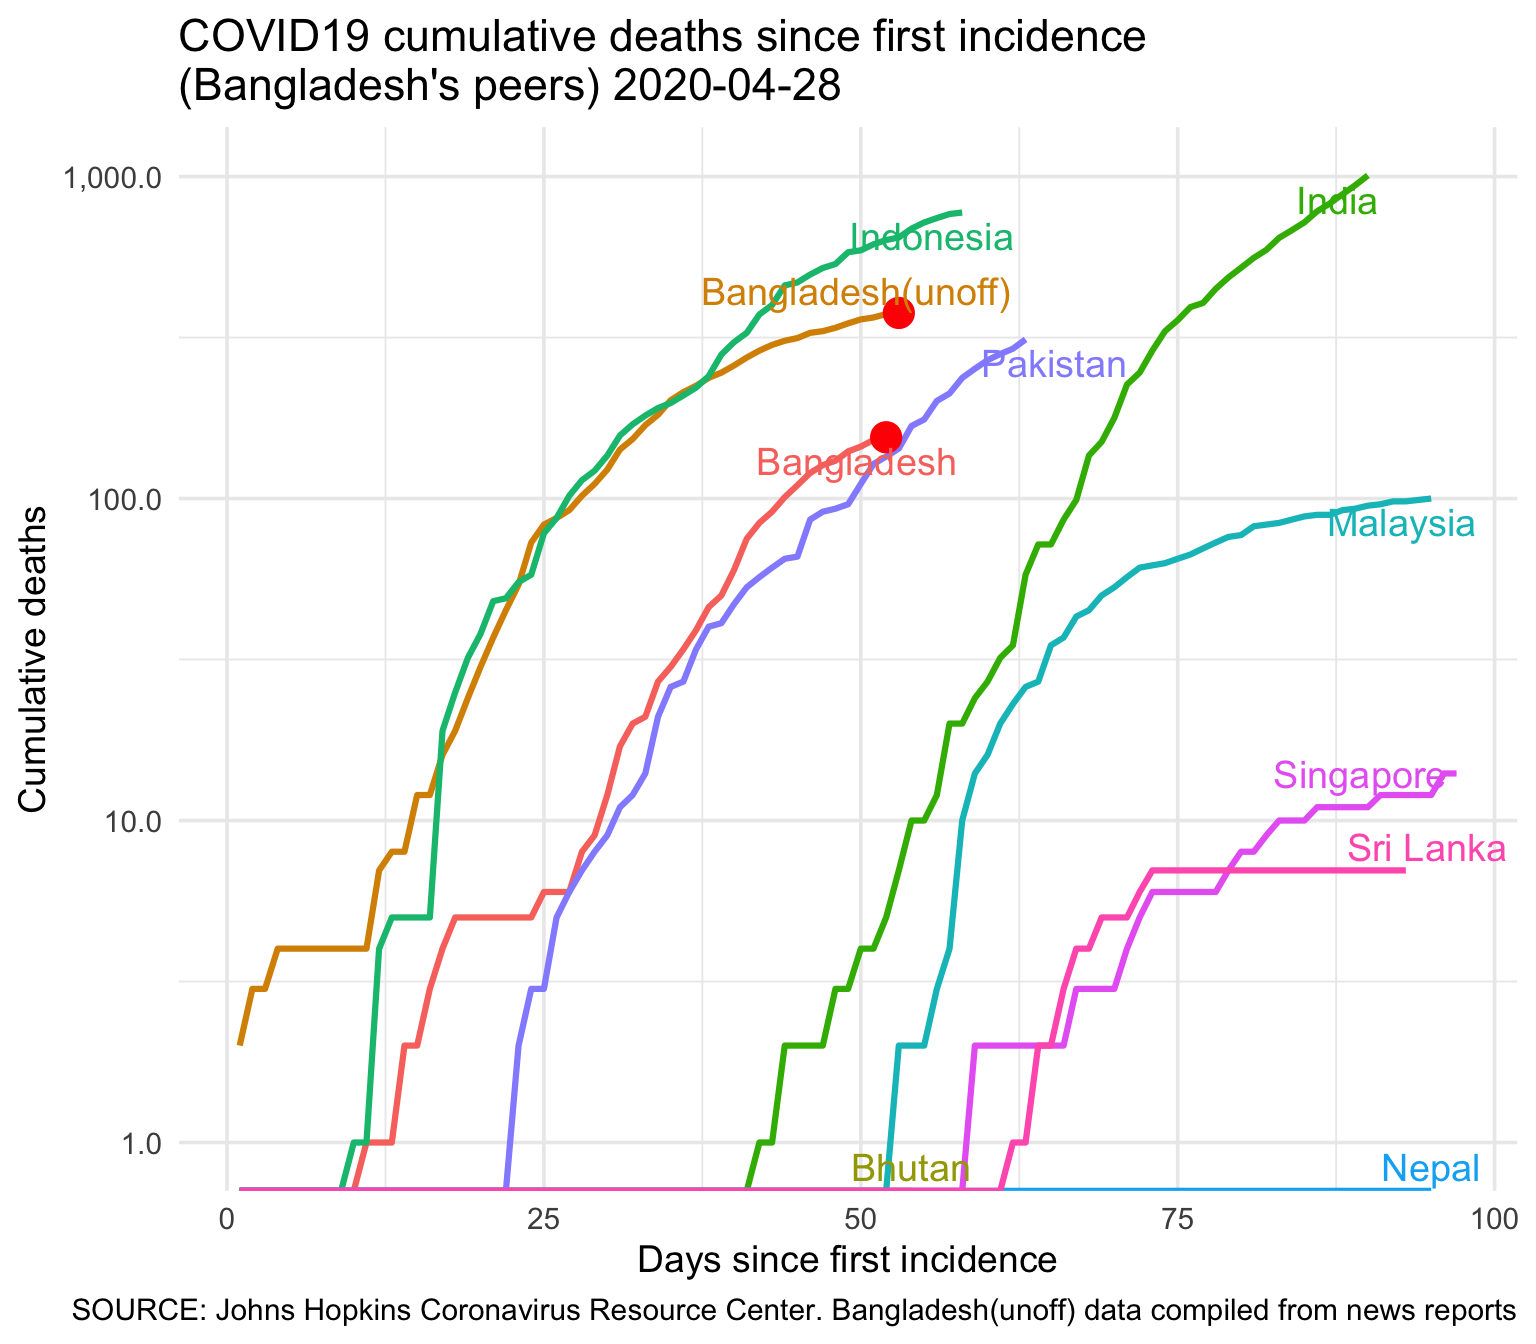 COVID19 cumulative deaths since first incidence
(Bangladesh's peers) 2020-04-28
1,000.0
100.0
10.0
1.0
Cumulative deaths
India
Indonesia
Bangladesh(unoff)
Pakistan
Bangladesh
Malaysia
Singapore
Sri Lanka
Bhutan
Nepal
0 25 50 75 100
Days since first incidence
SOURCE: Johns Hopkins Coronavirus Resource Center. Bangladesh(unoff) data compiled from news reports